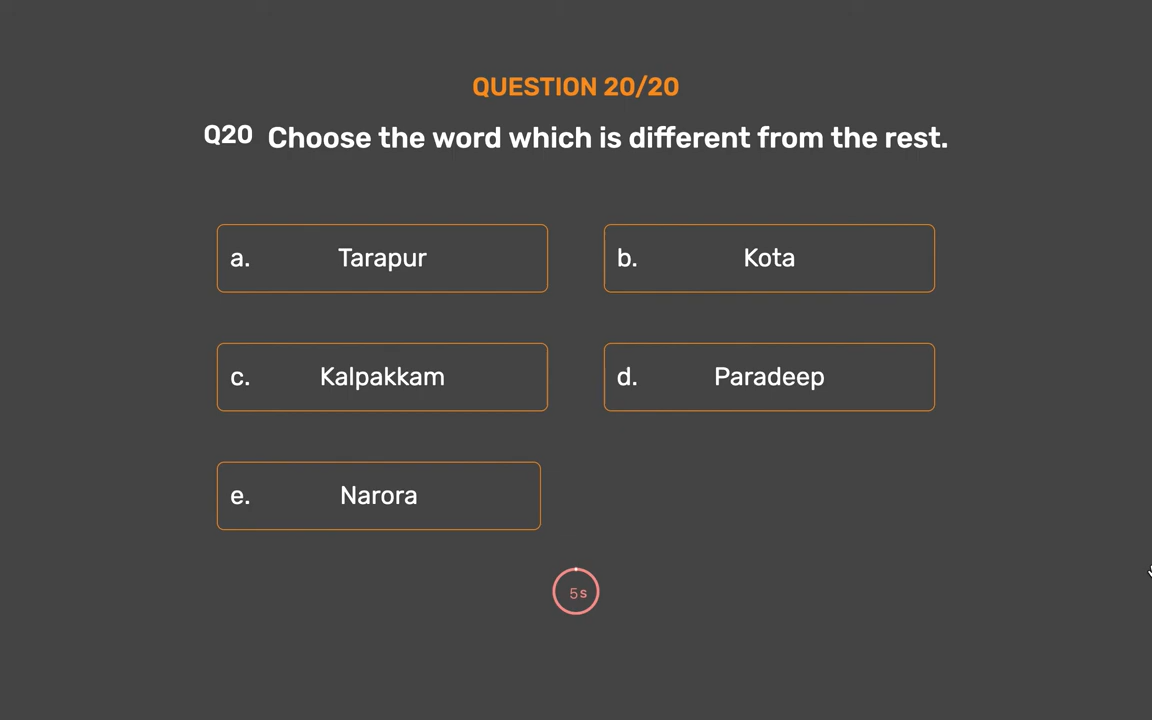 QUESTION 20/20
Q20 Choose the word which is different from the rest.
a. Tarapur
b. Kota
c. Kalpakkam
d. Paradeep
e. Narora
5s